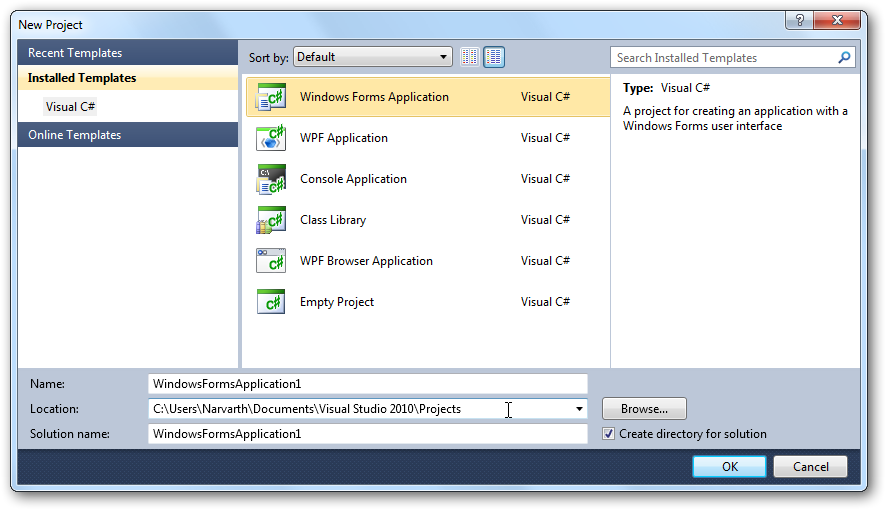 New Project
Recent Templates
Installed Templates
Visual C#
Online Templates
Sort by: Default
Search Installed Templates
Windows Forms Application Visual C#
WPF Application Visual C#
Console Application Visual C#
Class Library Visual C#
WPF Browser Application Visual C#
Empty Project Visual C#
Type: Visual C#
A project for creating an application with a
Windows Forms user interface
Name: WindowsFormsApplication1
Location: C:\Users\Narvarth\Documents\Visual Studio 2010\Projects
Browse...
Solution name: WindowsFormsApplication1
Create directory for solution
OK Cancel